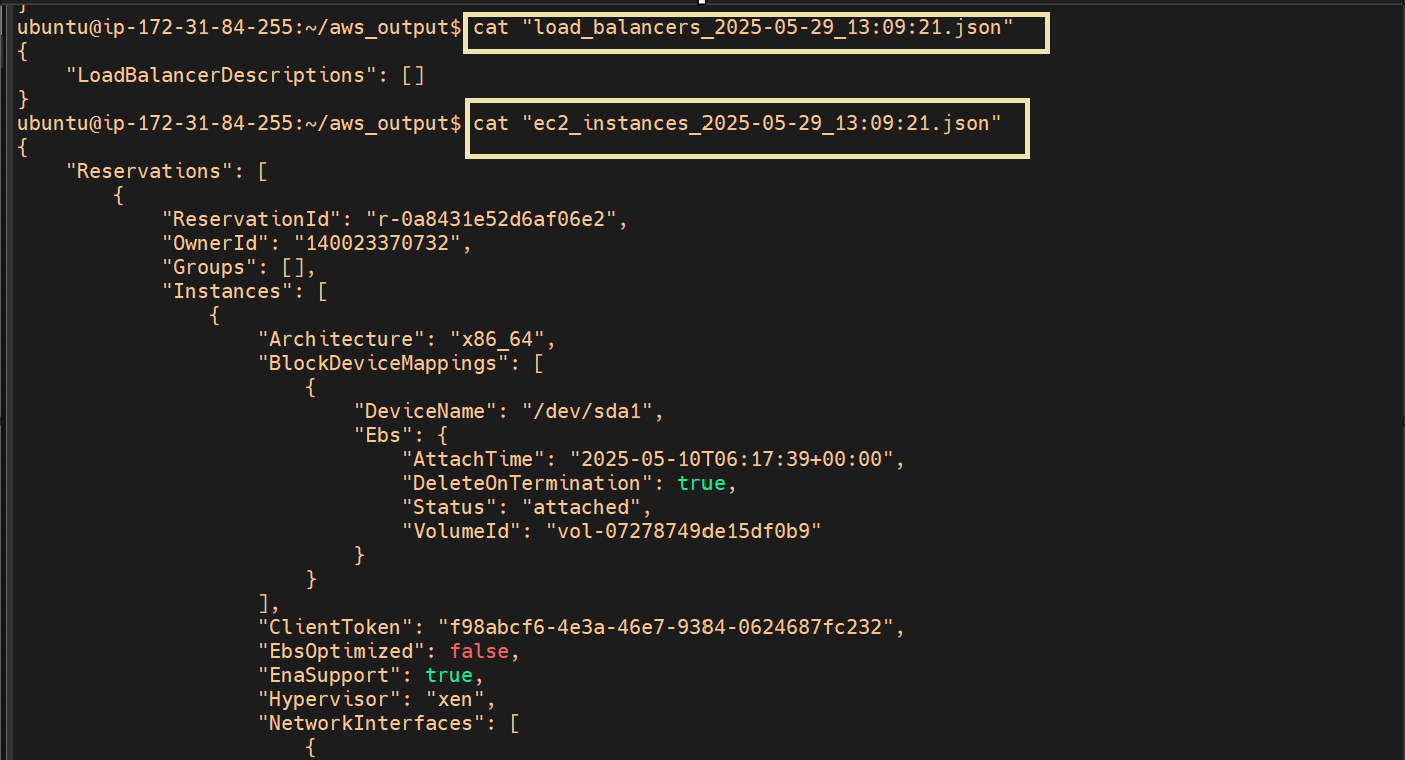 }
ubuntu@ip-172-31-84-255:~/aws_output$ cat "load_balancers_2025-05-29_13:09:21.json"
{
    "LoadBalancerDescriptions": []
}
ubuntu@ip-172-31-84-255:~/aws_output$ cat "ec2_instances_2025-05-29_13:09:21.json"
{
    "Reservations": [
        {
            "ReservationId": "r-0a8431e52d6af06e2",
            "OwnerId": "140023370732",
            "Groups": [],
            "Instances": [
                {
                    "Architecture": "x86_64",
                    "BlockDeviceMappings": [
                        {
                            "DeviceName": "/dev/sda1",
                            "Ebs": {
                                "AttachTime": "2025-05-10T06:17:39+00:00",
                                "DeleteOnTermination": true,
                                "Status": "attached",
                                "VolumeId": "vol-07278749de15df0b9"
                            }
                        }
                    ],
                    "ClientToken": "f98abcf6-4e3a-46e7-9384-0624687fc232",
                    "EbsOptimized": false,
                    "EnaSupport": true,
                    "Hypervisor": "xen",
                    "NetworkInterfaces": [
                        {